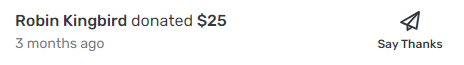 Robin Kingbird donated $25
3 months ago
Say Thanks